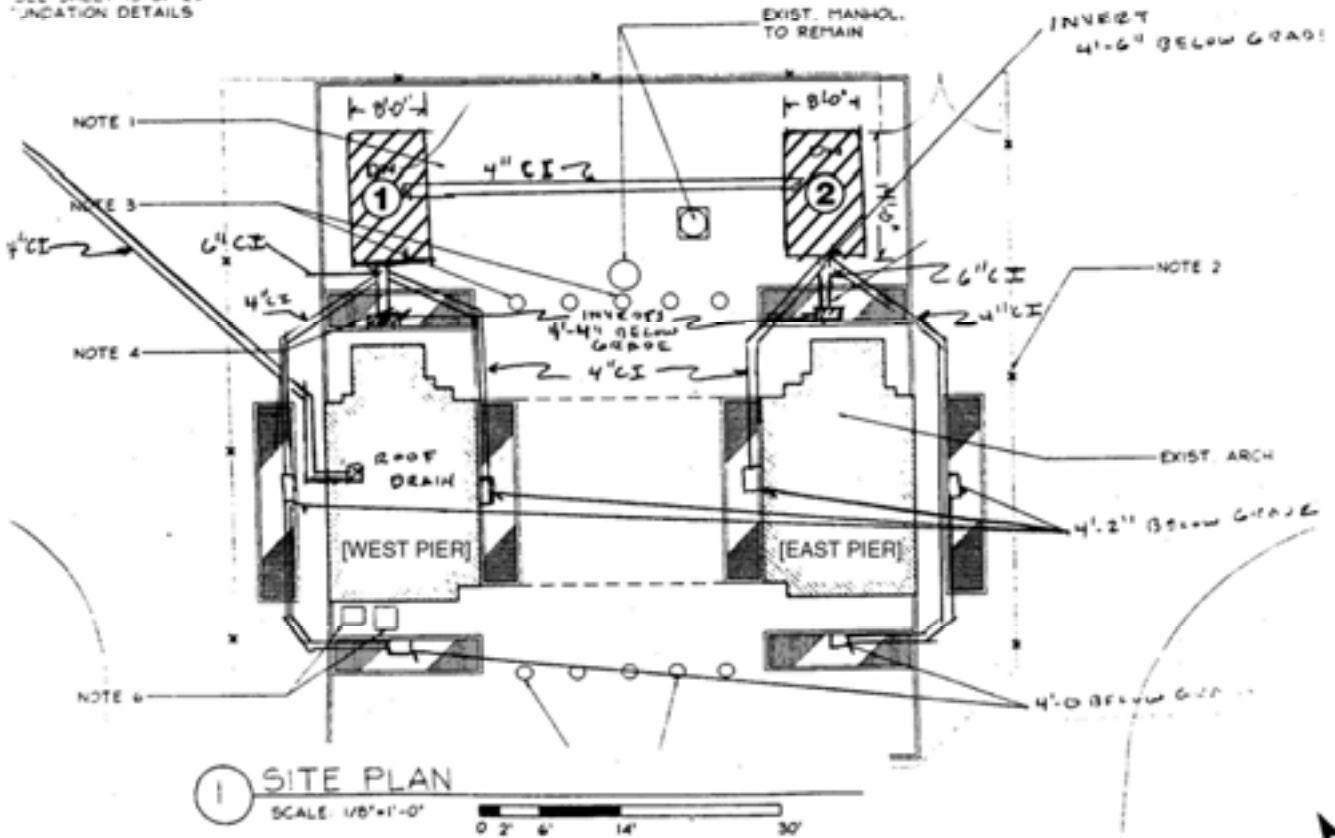 UNDATION DETAILS
EXIST. MANHOL.
TO REMAIN
INVERT
4'-6" BELOW GRADE
8'0"
8'0"
NOTE 1
4" CI
1
2
NOTE 3
4"CI
6" CI
6" CI
NOTE 2
4"CI
INVERTS
4'-4" BELOW
GRADE
4"CI
NOTE 4
4"CI
EXIST. ARCH
ROOF
DRAIN
4'-2" BELOW GRADE
[WEST PIER]
[EAST PIER]
NOTE 6
4'-0 BELOW
1
SITE PLAN
SCALE: 1/8"=1'-0"
0 2' 6' 14' 30'